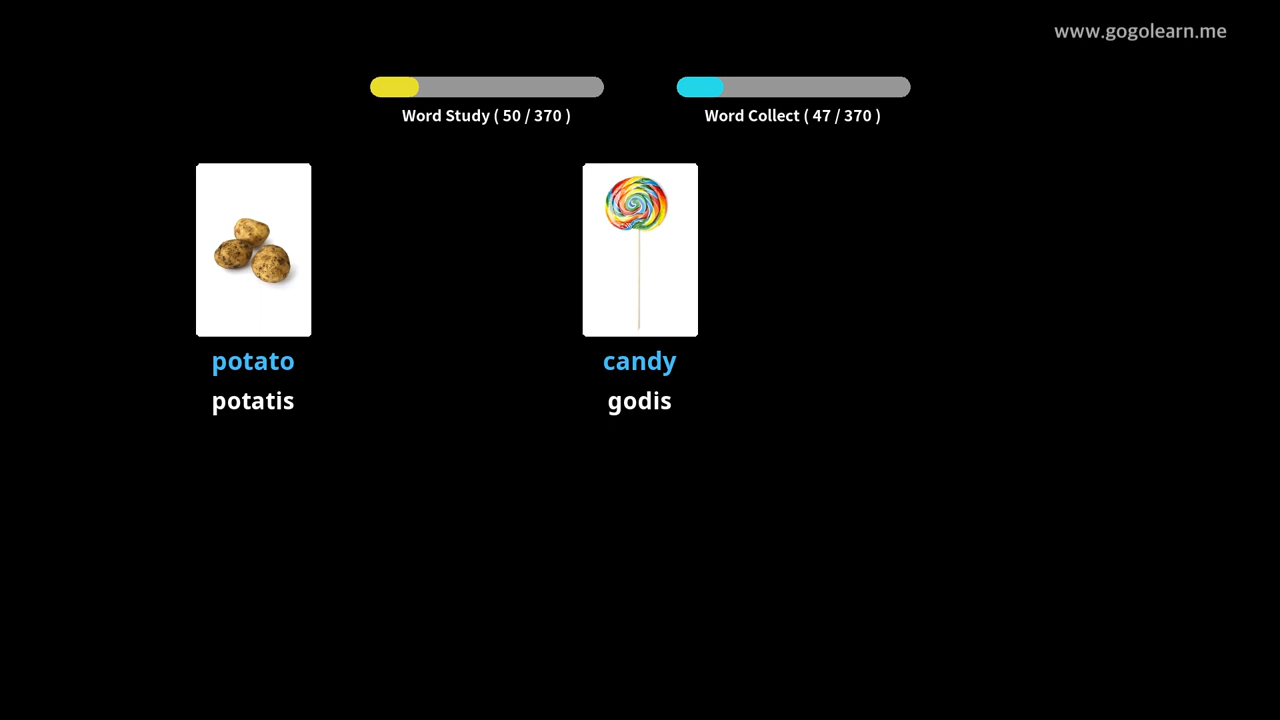 www.gogolearn.me
Word Study ( 50 / 370 )
Word Collect ( 47 / 370 )
potato
potatis
candy
godis